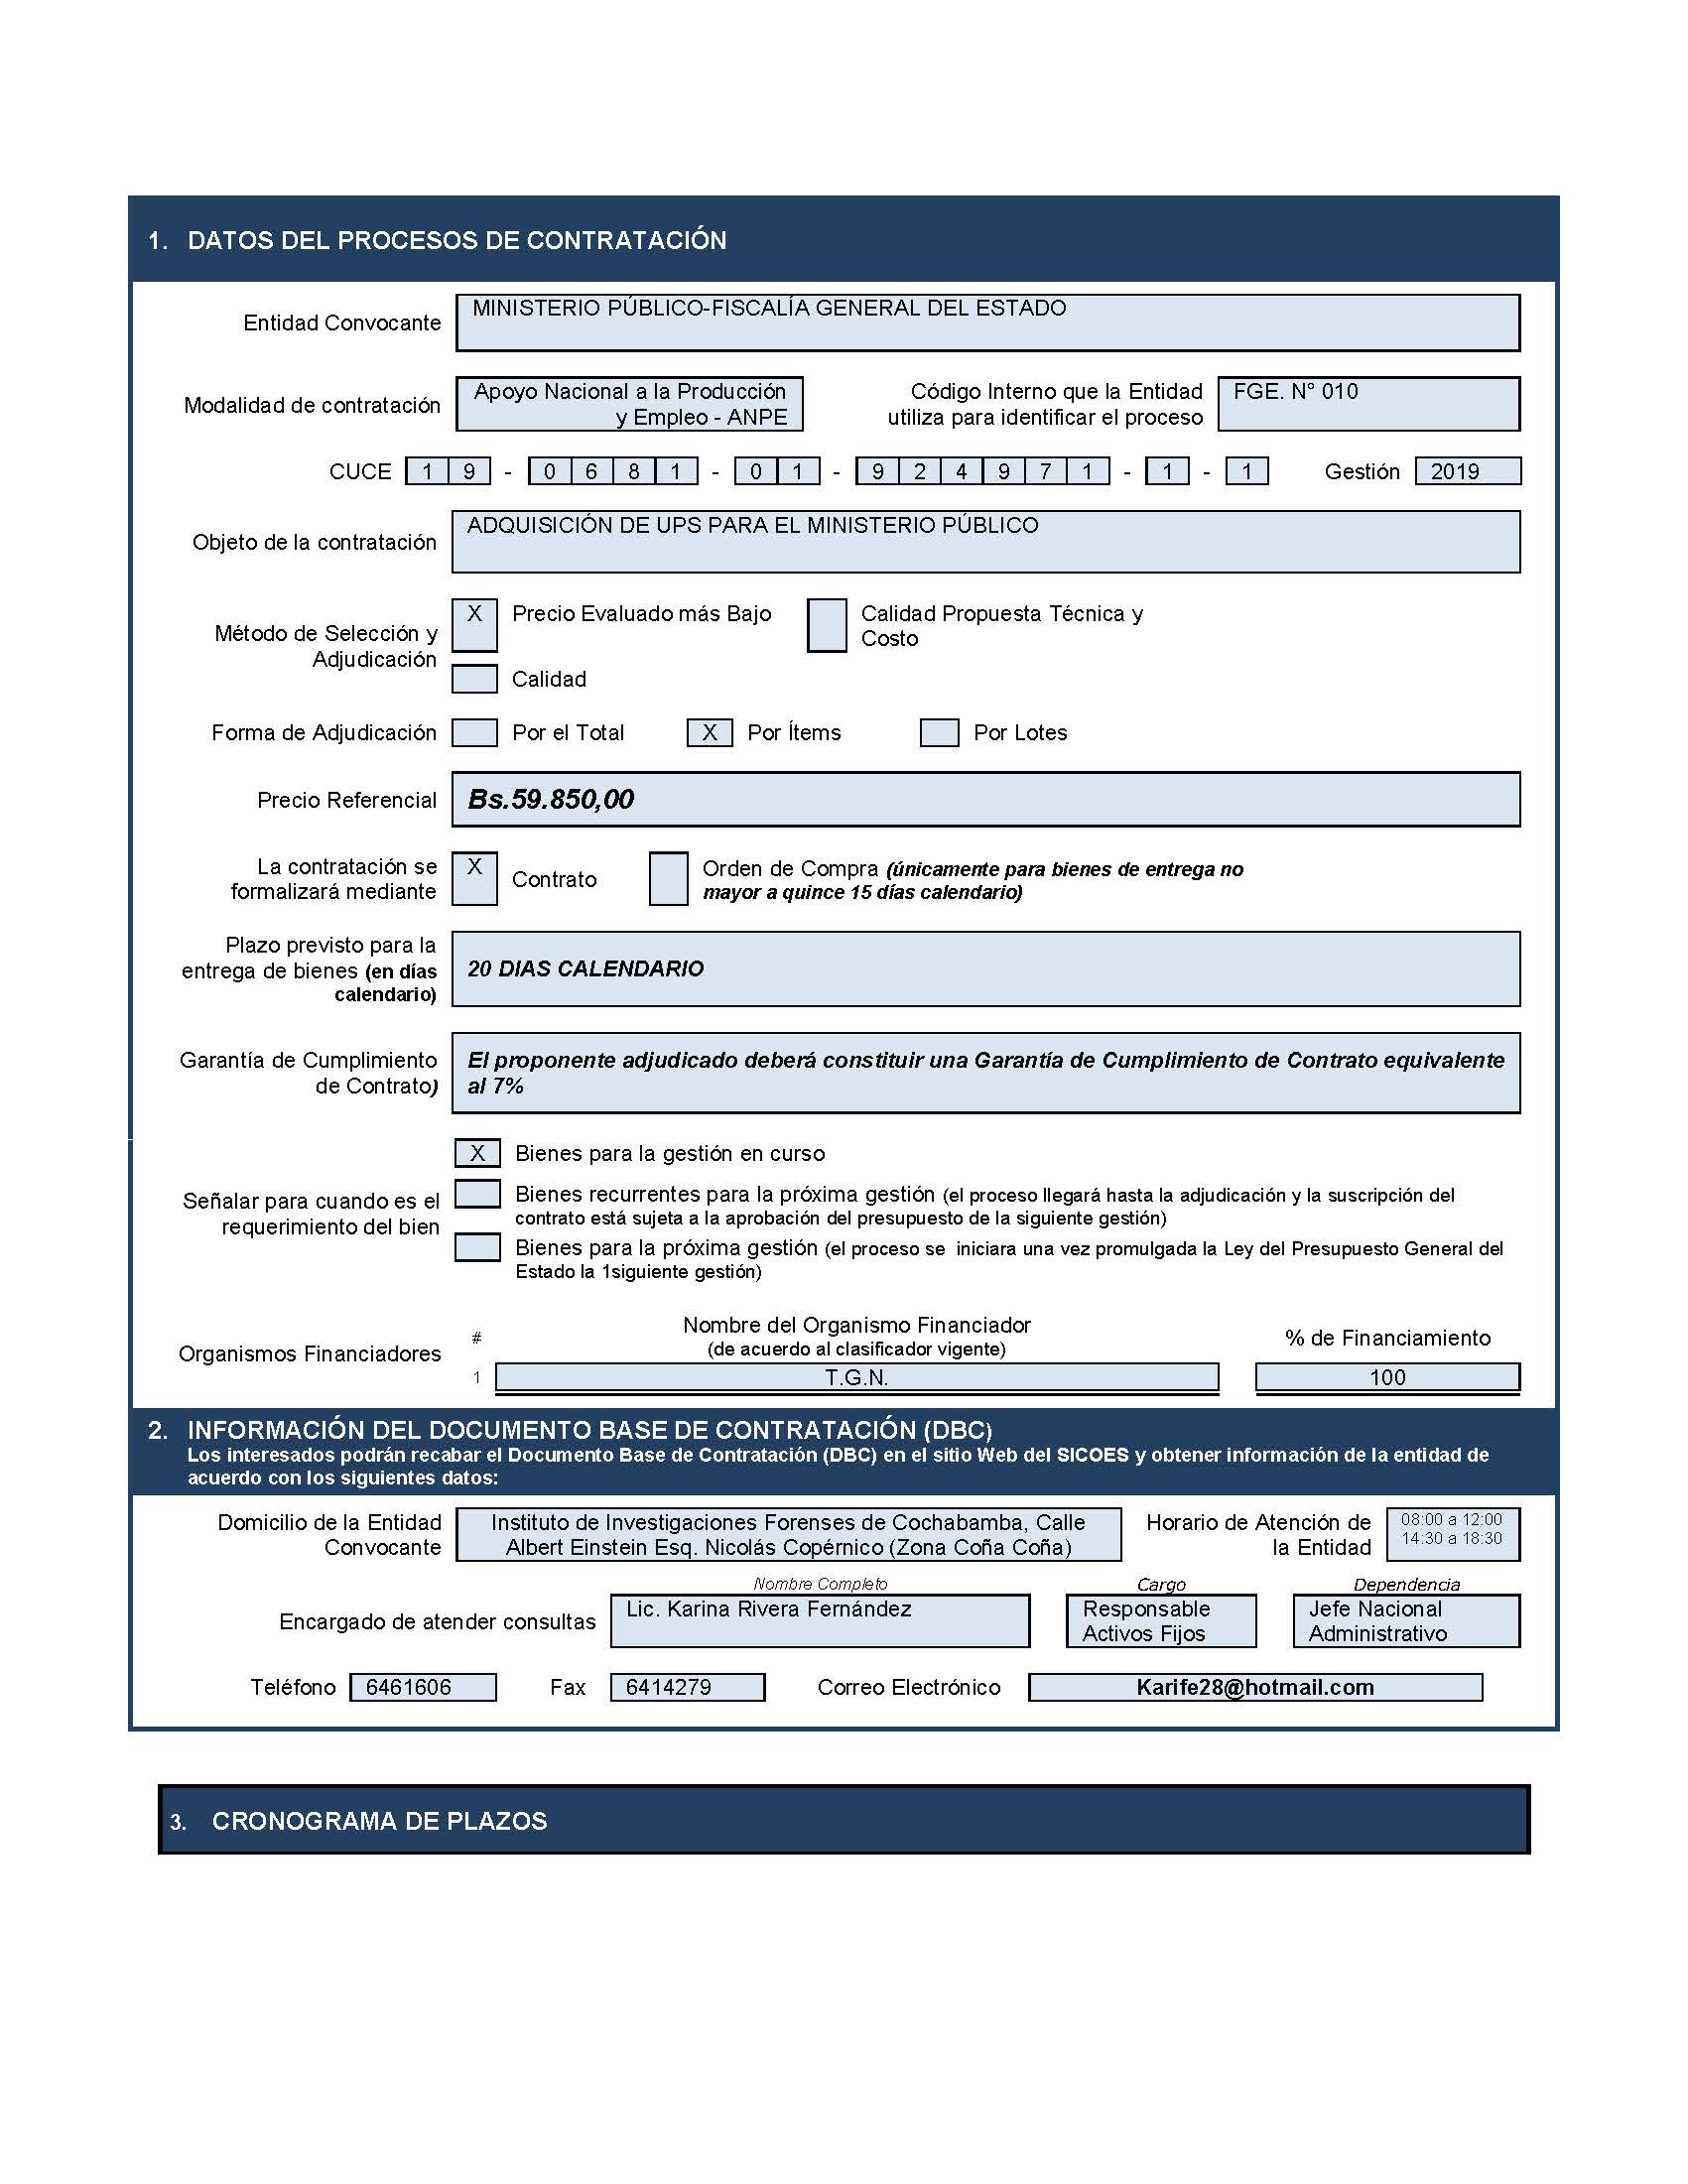 1. DATOS DEL PROCESOS DE CONTRATACIÓN
Entidad Convocante
MINISTERIO PÚBLICO-FISCALÍA GENERAL DEL ESTADO
Modalidad de contratación
Apoyo Nacional a la Producción
y Empleo - ANPE
Código Interno que la Entidad
utiliza para identificar el proceso
FGE. N° 010
CUCE 1 9 - 0 6 8 1 - 0 1 - 9 2 4 9 7 1 - 1 - 1 Gestión 2019
Objeto de la contratación
ADQUISICIÓN DE UPS PARA EL MINISTERIO PÚBLICO
Método de Selección y
Adjudicación
X Precio Evaluado más Bajo
Calidad Propuesta Técnica y
Costo
Calidad
Forma de Adjudicación Por el Total X Por Ítems Por Lotes
Precio Referencial Bs.59.850,00
La contratación se
formalizará mediante
X Contrato
Orden de Compra (únicamente para bienes de entrega no
mayor a quince 15 días calendario)
Plazo previsto para la
entrega de bienes (en días
calendario)
20 DIAS CALENDARIO
Garantía de Cumplimiento
de Contrato)
El proponente adjudicado deberá constituir una Garantía de Cumplimiento de Contrato equivalente
al 7%
Señalar para cuando es el
requerimiento del bien
X Bienes para la gestión en curso
Bienes recurrentes para la próxima gestión (el proceso llegará hasta la adjudicación y la suscripción del
contrato está sujeta a la aprobación del presupuesto de la siguiente gestión)
Bienes para la próxima gestión (el proceso se iniciara una vez promulgada la Ley del Presupuesto General del
Estado la 1siguiente gestión)
Organismos Financiadores
#
Nombre del Organismo Financiador
(de acuerdo al clasificador vigente)
% de Financiamiento
1 T.G.N. 100
2. INFORMACIÓN DEL DOCUMENTO BASE DE CONTRATACIÓN (DBC)
Los interesados podrán recabar el Documento Base de Contratación (DBC) en el sitio Web del SICOES y obtener información de la entidad de
acuerdo con los siguientes datos:
Domicilio de la Entidad
Convocante
Instituto de Investigaciones Forenses de Cochabamba, Calle
Albert Einstein Esq. Nicolás Copérnico (Zona Coña Coña)
Horario de Atención de
la Entidad
08:00 a 12:00
14:30 a 18:30
Nombre Completo Cargo Dependencia
Encargado de atender consultas
Lic. Karina Rivera Fernández
Responsable
Activos Fijos
Jefe Nacional
Administrativo
Teléfono 6461606 Fax 6414279 Correo Electrónico Karife28@hotmail.com
3. CRONOGRAMA DE PLAZOS